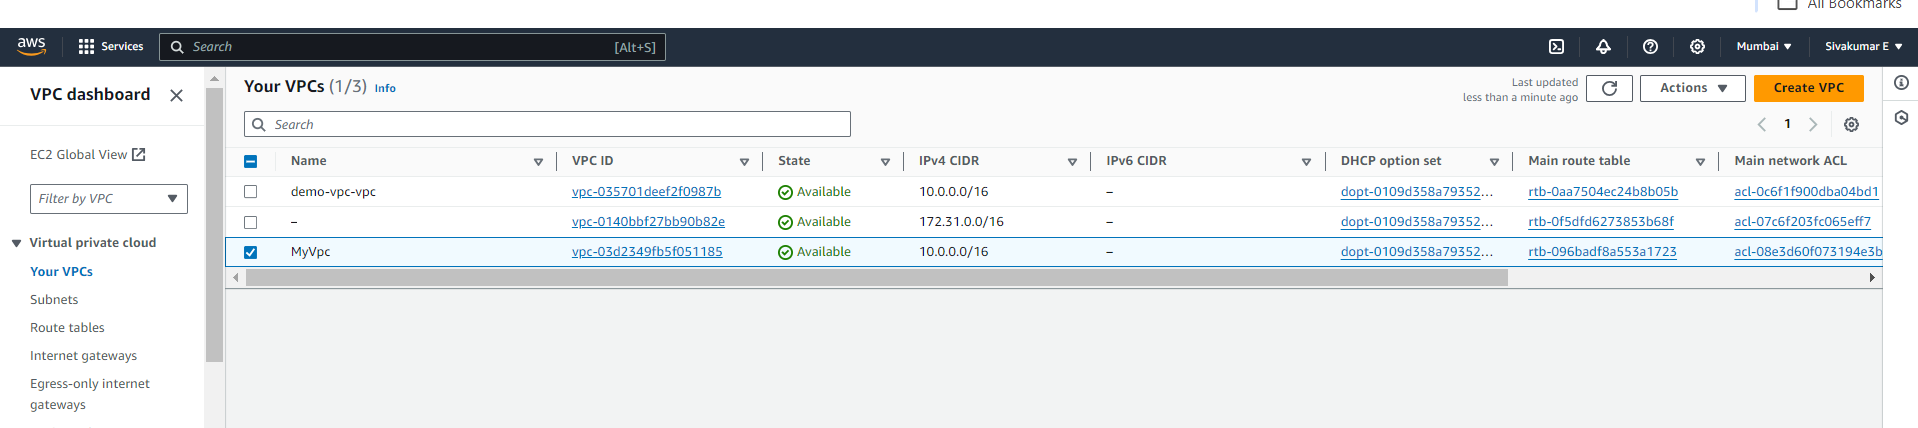 All Bookmarks
aws Services Search [Alt+S] Mumbai Sivakumar E
VPC dashboard
EC2 Global View
Filter by VPC
Virtual private cloud
Your VPCs
Subnets
Route tables
Internet gateways
Egress-only internet
gateways
Your VPCs (1/3) Info
Last updated
less than a minute ago
Actions
Create VPC
Search
1
Name VPC ID State IPv4 CIDR IPv6 CIDR DHCP option set Main route table Main network ACL
demo-vpc-vpc vpc-035701deef2f0987b Available 10.0.0.0/16 – dopt-0109d358a79352... rtb-0aa7504ec24b8b05b acl-0c6f1f900dba04bd1
– vpc-0140bbf27bb90b82e Available 172.31.0.0/16 – dopt-0109d358a79352... rtb-0f5dfd6273853b68f acl-07c6f203fc065eff7
MyVpc vpc-03d2349fb5f051185 Available 10.0.0.0/16 – dopt-0109d358a79352... rtb-096badf8a553a1723 acl-08e3d60f073194e3b